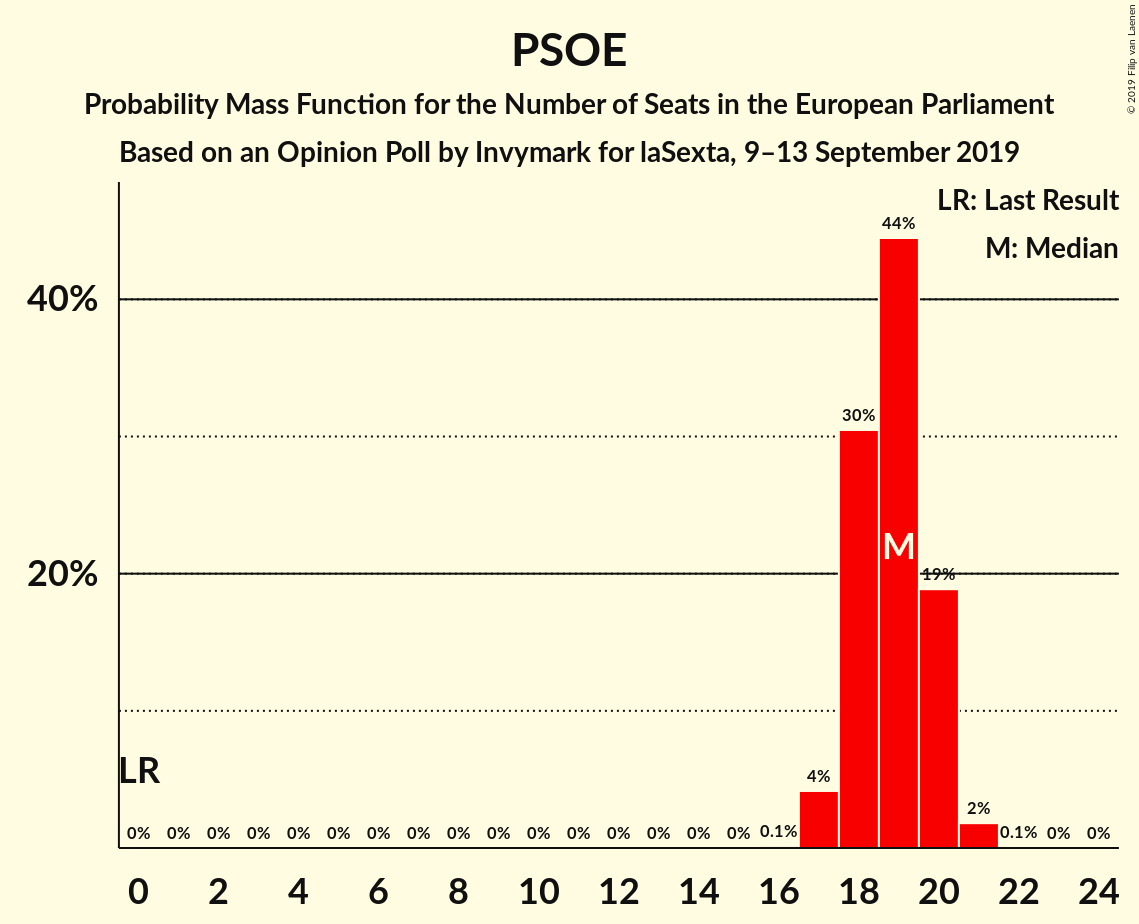 PSOE
Probability Mass Function for the Number of Seats in the European Parliament
Based on an Opinion Poll by Invymark for laSexta, 9–13 September 2019
© 2019 Filip van Laenen
LR: Last Result
M: Median
44%
40%
30%
M
20%
19%
LR
4%
2%
0% 0% 0% 0% 0% 0% 0% 0% 0% 0% 0% 0% 0% 0% 0% 0% 0.1% 0.1% 0% 0%
0 2 4 6 8 10 12 14 16 18 20 22 24